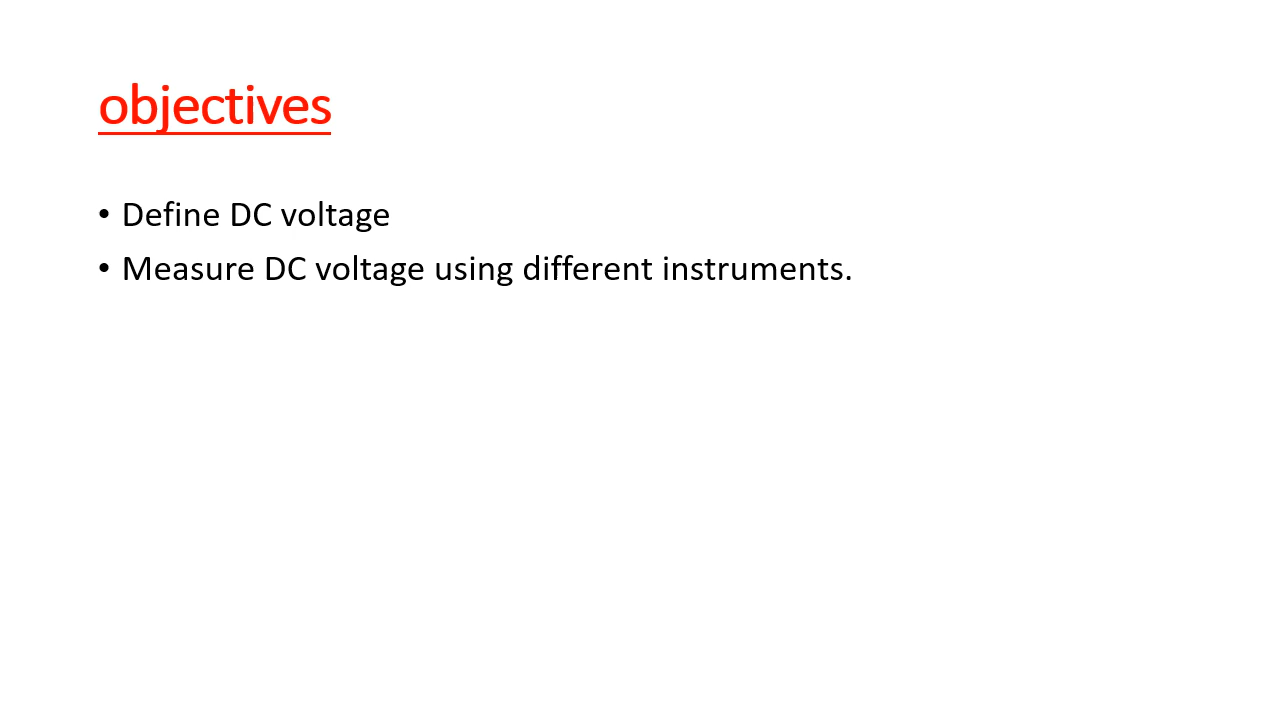 objectives
• Define DC voltage
• Measure DC voltage using different instruments.